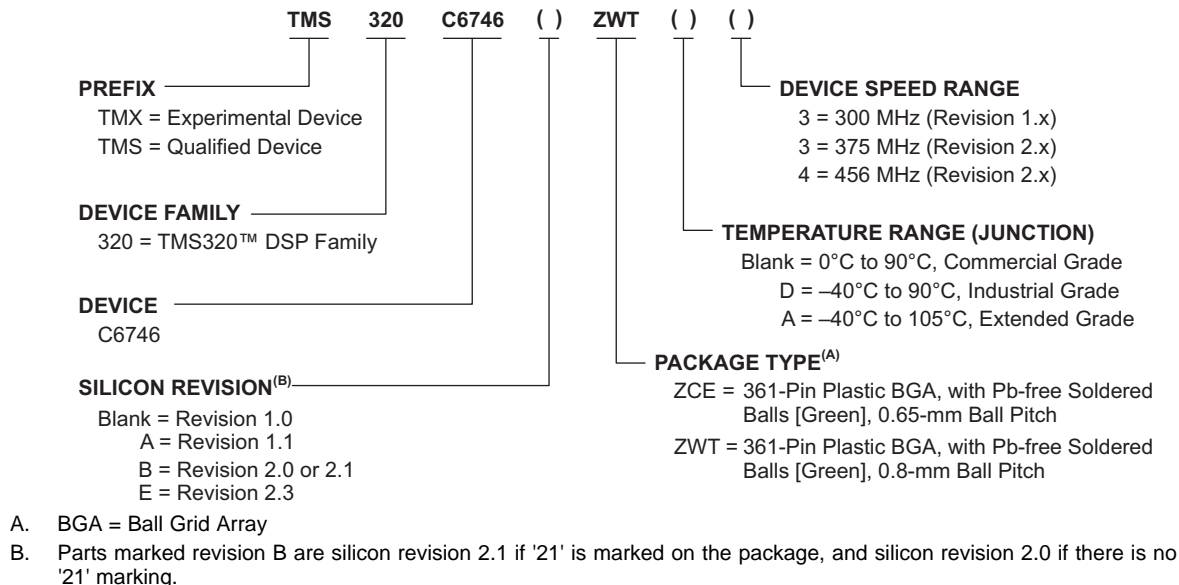 TMS 320 C6746 ( ) ZWT ( ) ( )
PREFIX
TMX = Experimental Device
TMS = Qualified Device
DEVICE FAMILY
320 = TMS320™ DSP Family
DEVICE
C6746
SILICON REVISION(B)
Blank = Revision 1.0
A = Revision 1.1
B = Revision 2.0 or 2.1
E = Revision 2.3
DEVICE SPEED RANGE
3 = 300 MHz (Revision 1.x)
3 = 375 MHz (Revision 2.x)
4 = 456 MHz (Revision 2.x)
TEMPERATURE RANGE (JUNCTION)
Blank = 0°C to 90°C, Commercial Grade
D = –40°C to 90°C, Industrial Grade
A = –40°C to 105°C, Extended Grade
PACKAGE TYPE(A)
ZCE = 361-Pin Plastic BGA, with Pb-free Soldered
Balls [Green], 0.65-mm Ball Pitch
ZWT = 361-Pin Plastic BGA, with Pb-free Soldered
Balls [Green], 0.8-mm Ball Pitch
A. BGA = Ball Grid Array
B. Parts marked revision B are silicon revision 2.1 if '21' is marked on the package, and silicon revision 2.0 if there is no
'21' marking.